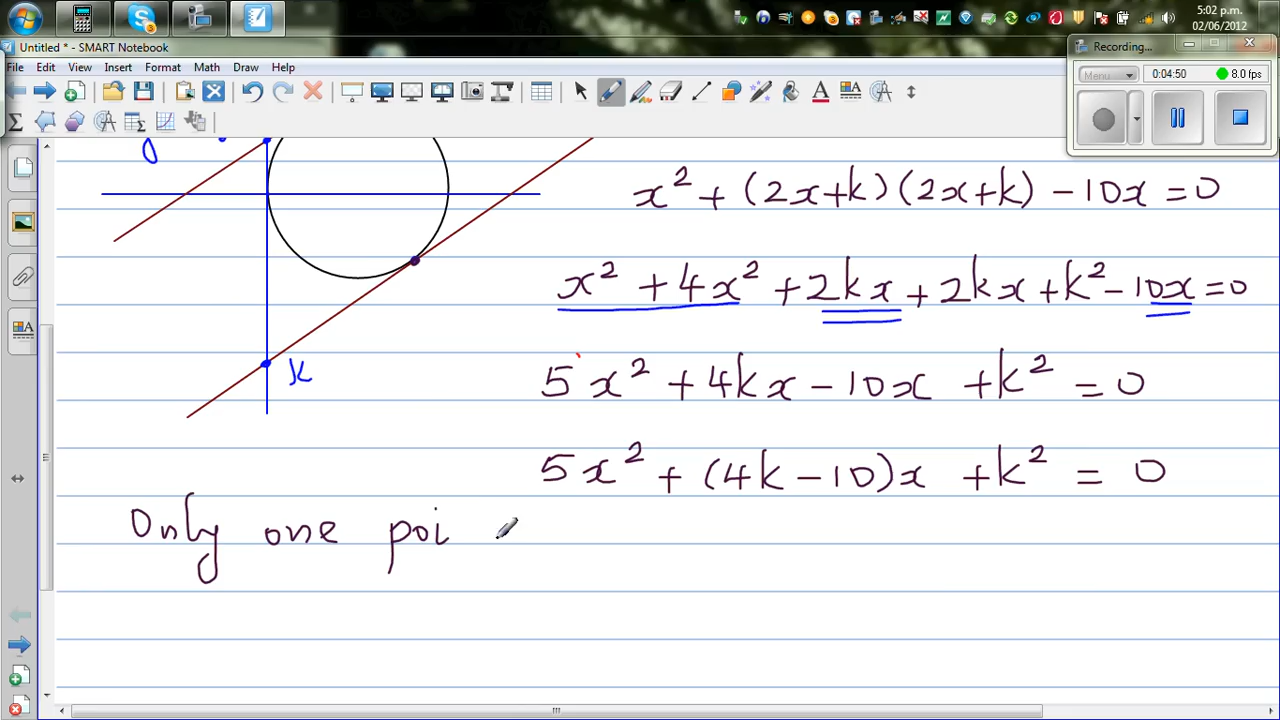 5:02 p.m.
02/06/2012
Untitled * - SMART Notebook
File Edit View Insert Format Math Draw Help
Recording...
Menu
0:04:50
8.0 fps
x² + (2x+k)(2x+k) - 10x = 0
x² + 4x² + 2kx + 2kx + k² - 10x = 0
k
5x² + 4kx - 10x + k² = 0
5x² + (4k - 10)x + k² = 0
Only one poi